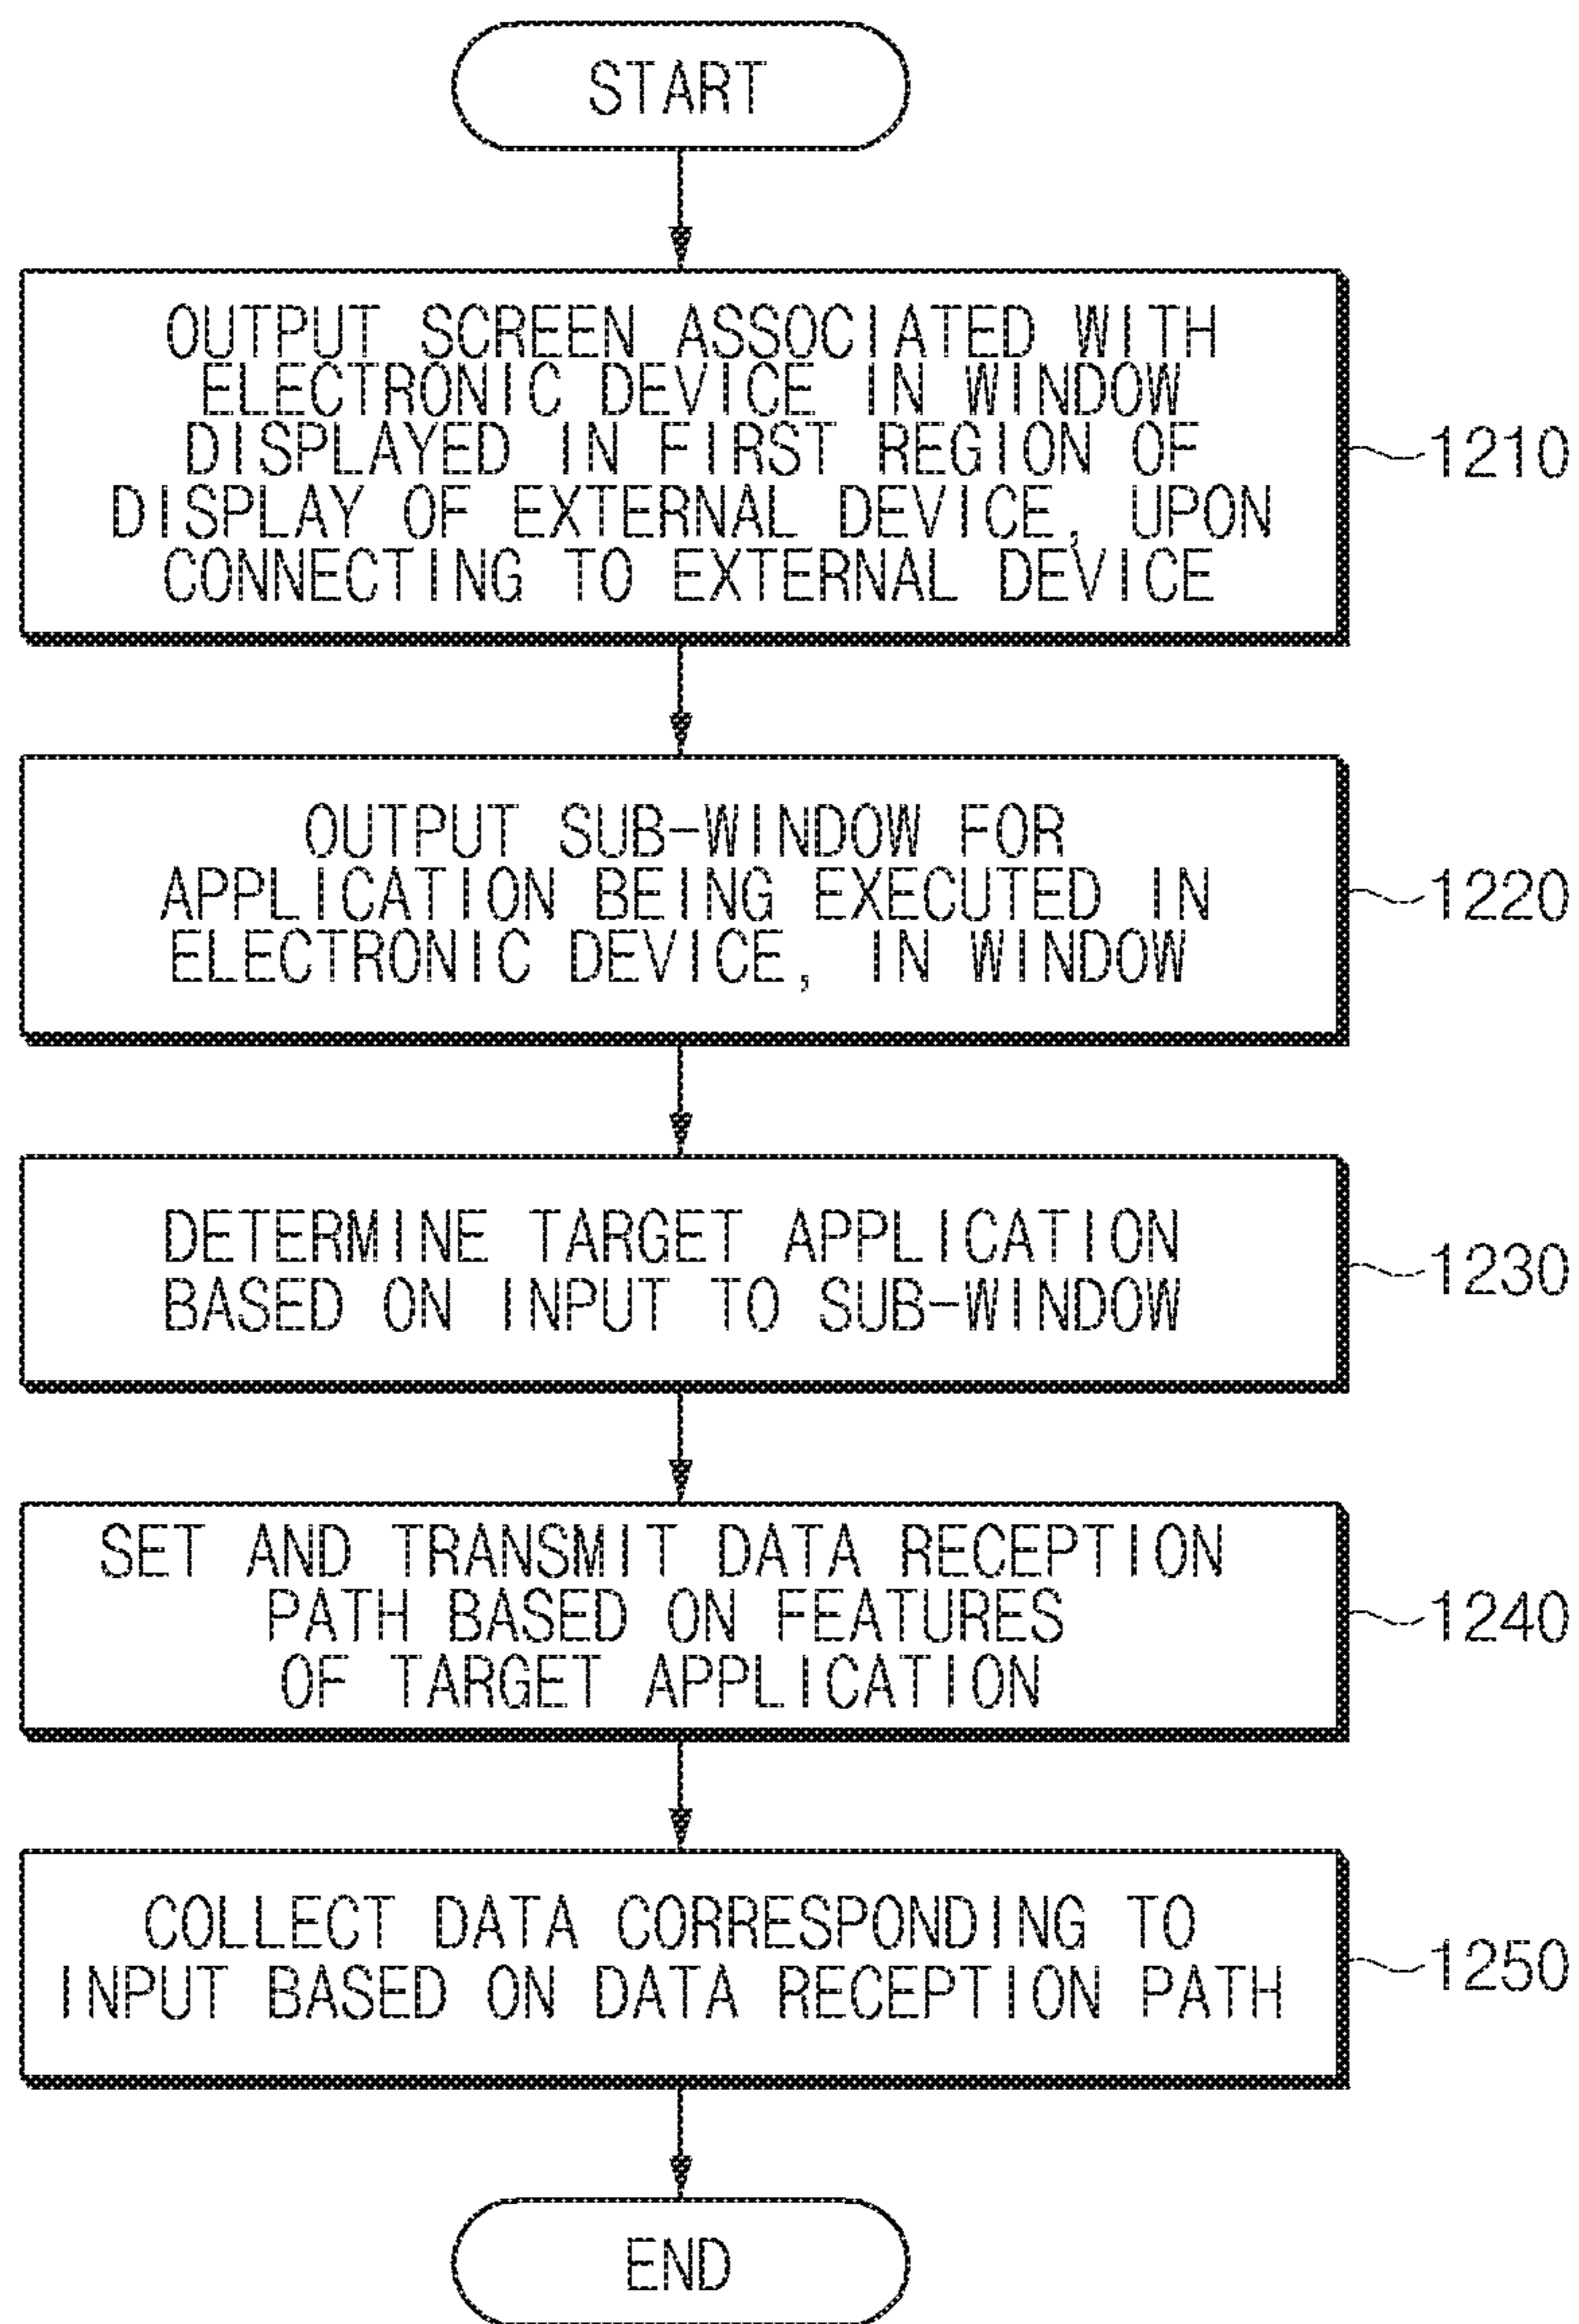 START
OUTPUT SCREEN ASSOCIATED WITH
ELECTRONIC DEVICE IN WINDOW
DISPLAYED IN FIRST REGION OF
DISPLAY OF EXTERNAL DEVICE, UPON
CONNECTING TO EXTERNAL DEVICE
1210
OUTPUT SUB-WINDOW FOR
APPLICATION BEING EXECUTED IN
ELECTRONIC DEVICE, IN WINDOW
1220
DETERMINE TARGET APPLICATION
BASED ON INPUT TO SUB-WINDOW
1230
SET AND TRANSMIT DATA RECEPTION
PATH BASED ON FEATURES
OF TARGET APPLICATION
1240
COLLECT DATA CORRESPONDING TO
INPUT BASED ON DATA RECEPTION PATH
1250
END